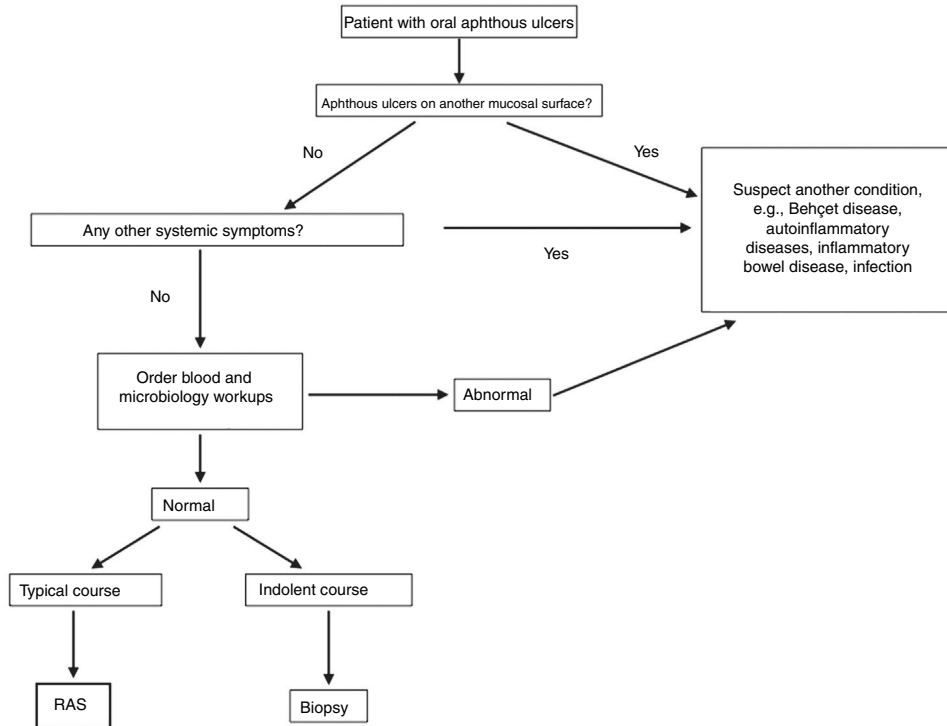 Patient with oral aphthous ulcers
Aphthous ulcers on another mucosal surface?
No
Yes
Suspect another condition,
e.g., Behçet disease,
autoinflammatory
diseases, inflammatory
bowel disease, infection
Any other systemic symptoms?
Yes
No
Order blood and
microbiology workups
Abnormal
Normal
Typical course
Indolent course
RAS
Biopsy